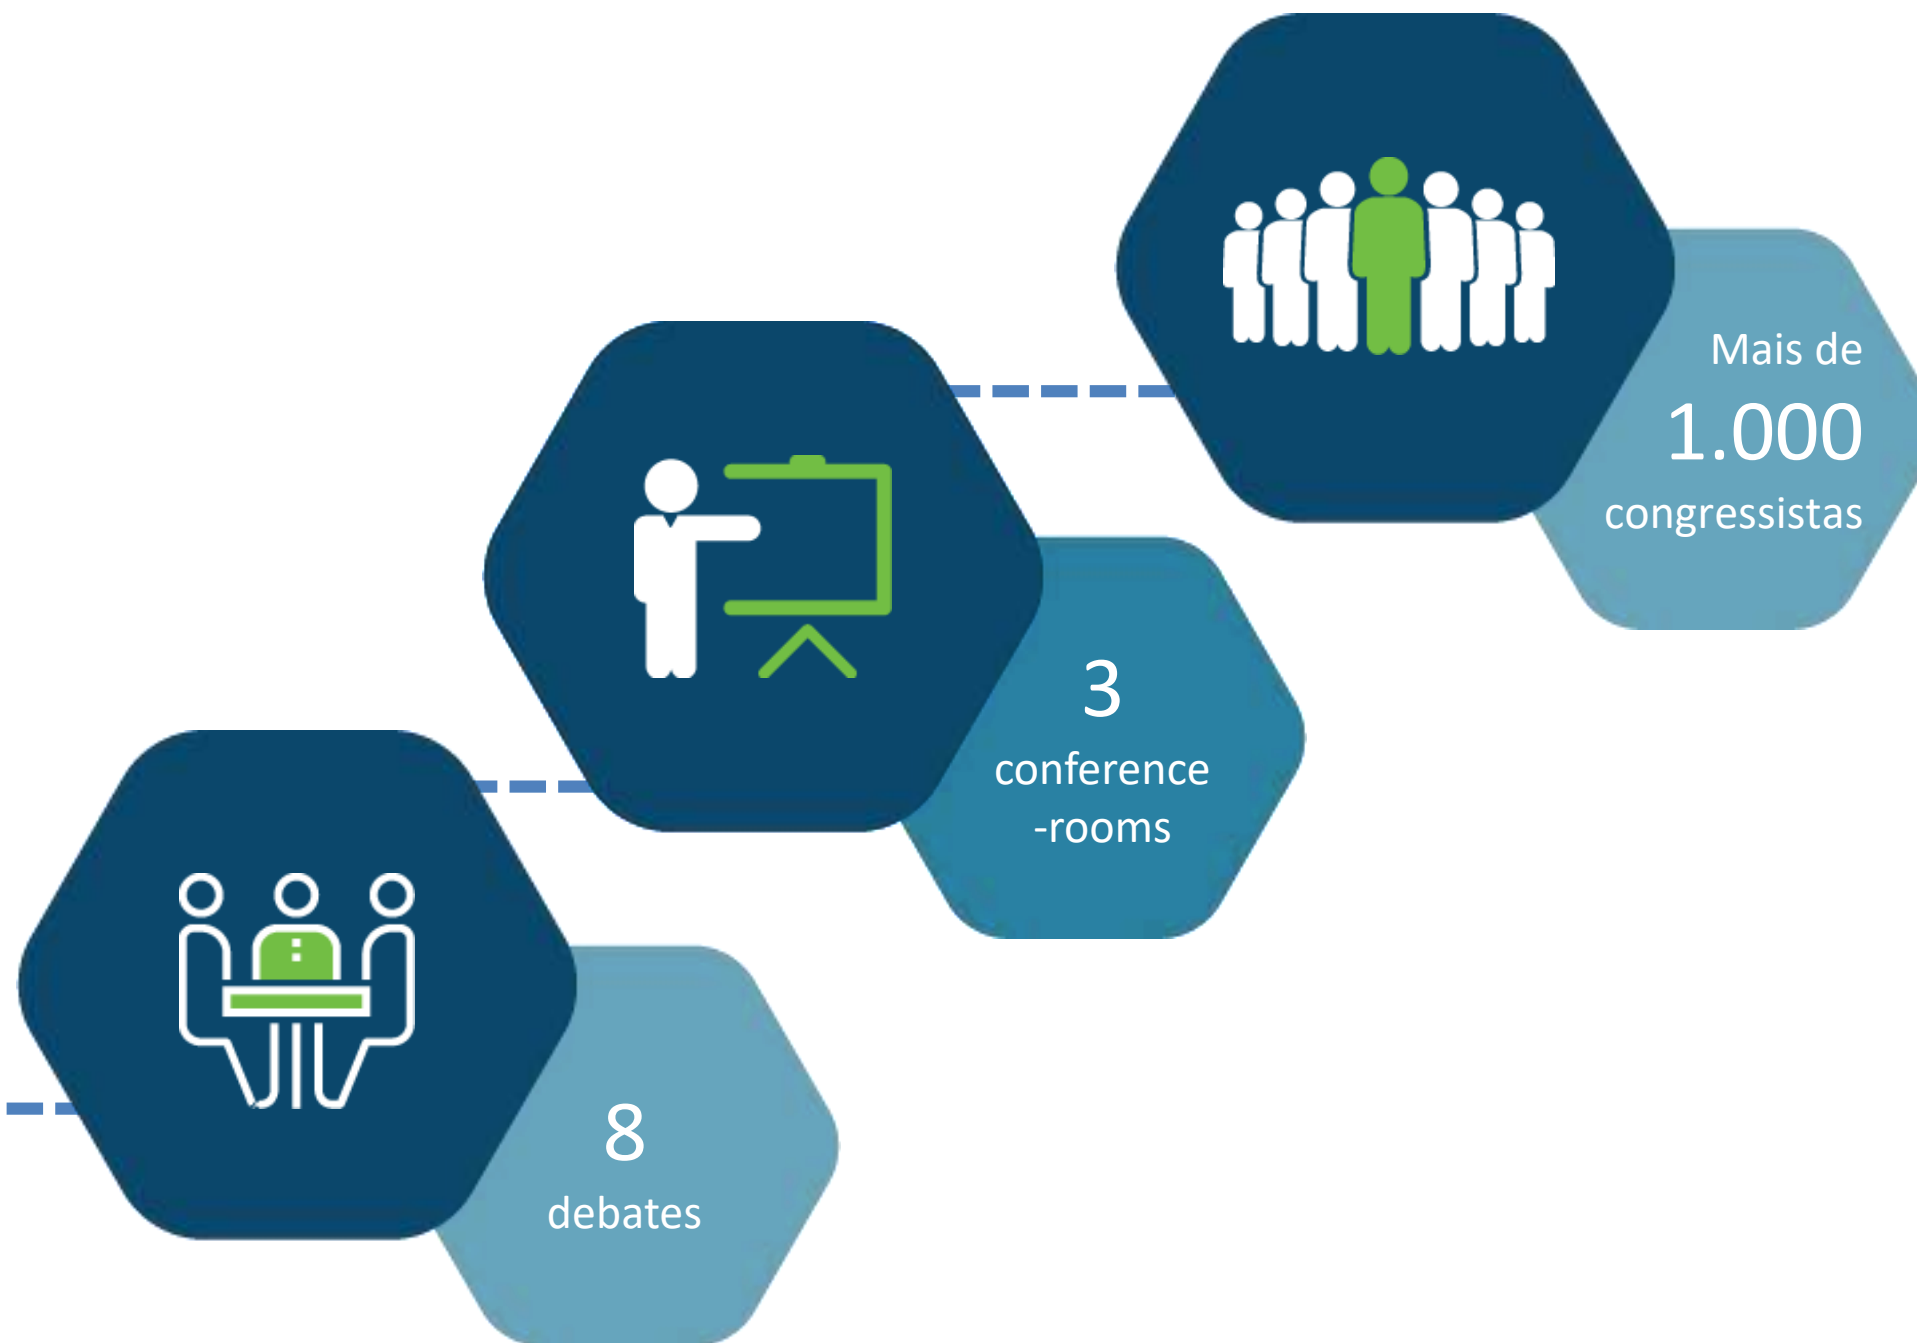 Mais de
1.000
congressistas
3
conference
-rooms
8
debates